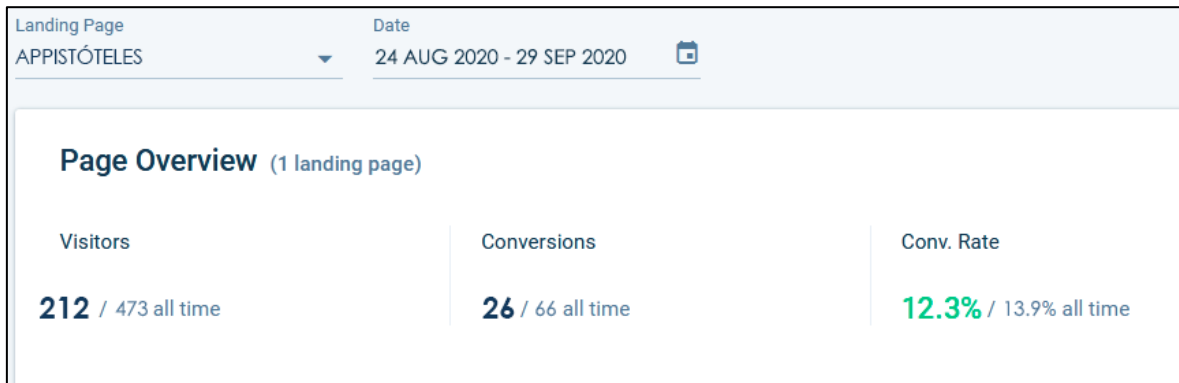 Landing Page
Date
APPISTÓTELES
24 AUG 2020 - 29 SEP 2020
Page Overview (1 landing page)
Visitors
Conversions
Conv. Rate
212 / 473 all time
26 / 66 all time
12.3% / 13.9% all time